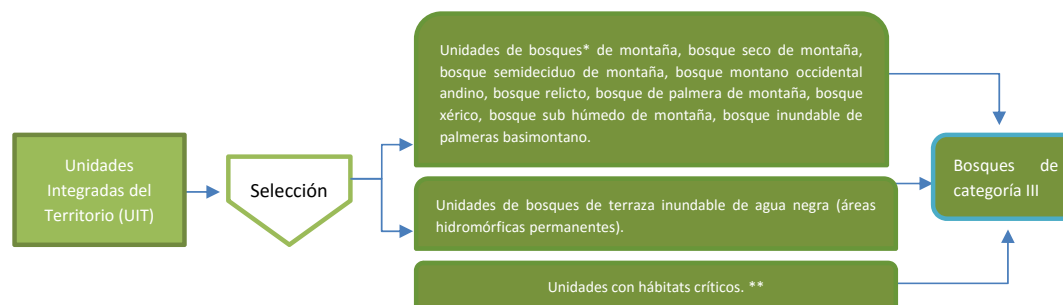 Unidades
Integradas del
Territorio (UIT)
Selección
Unidades de bosques* de montaña, bosque seco de montaña,
bosque semideciduo de montaña, bosque montano occidental
andino, bosque relicto, bosque de palmera de montaña, bosque
xérico, bosque sub húmedo de montaña, bosque inundable de
palmeras basimontano.
Unidades de bosques de terraza inundable de agua negra (áreas
hidromórficas permanentes).
Unidades con hábitats críticos. **
Bosques de
categoría III